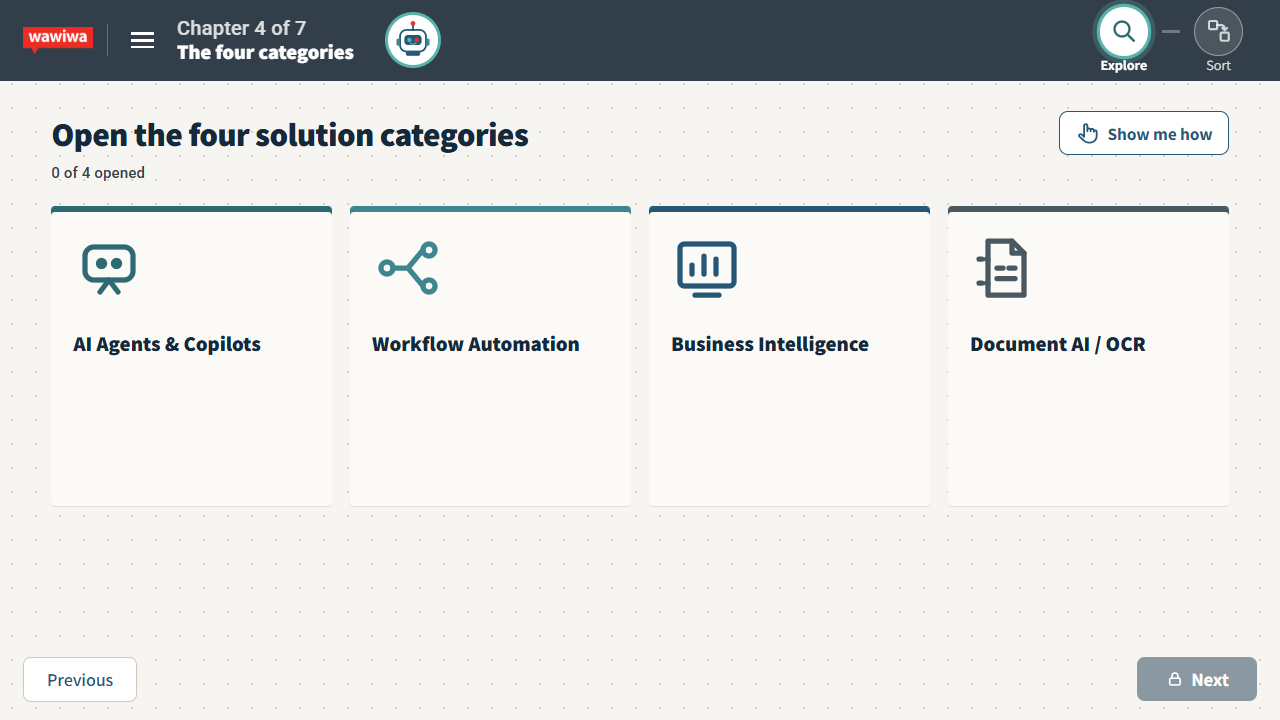 wawiwa
Chapter 4 of 7
The four categories
Explore
Sort
Open the four solution categories
0 of 4 opened
Show me how
AI Agents & Copilots
Workflow Automation
Business Intelligence
Document AI / OCR
Previous
Next